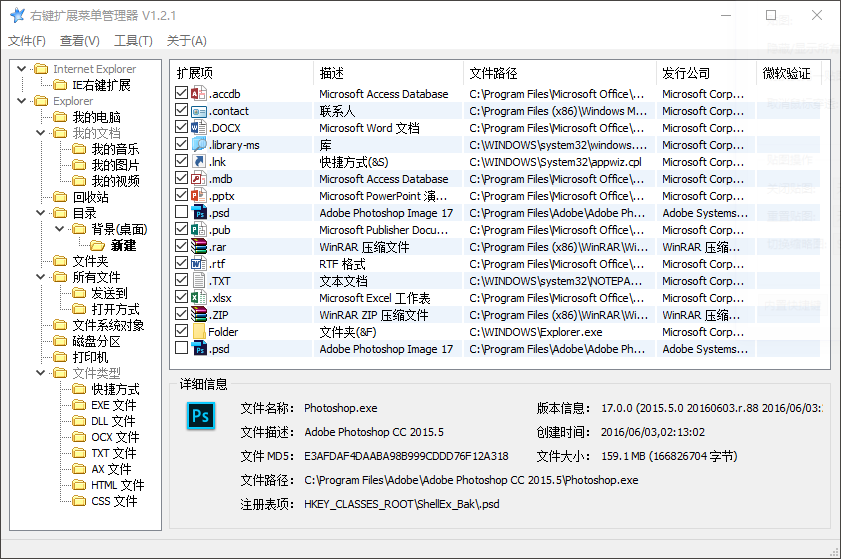 右键扩展菜单管理器 V1.2.1
文件(F) 查看(V) 工具(T) 关于(A)
Internet Explorer
IE右键扩展
Explorer
我的电脑
我的文档
我的音乐
我的图片
我的视频
回收站
目录
背景(桌面)
新建
文件夹
所有文件
发送到
打开方式
文件系统对象
磁盘分区
打印机
文件类型
快捷方式
EXE 文件
DLL 文件
OCX 文件
TXT 文件
AX 文件
HTML 文件
CSS 文件
扩展项 描述 文件路径 发行公司 微软验证
.accdb Microsoft Access Database C:\Program Files\Microsoft Office\... Microsoft Corp...
.contact 联系人 C:\Program Files (x86)\Windows M... Microsoft Corp...
.DOCX Microsoft Word 文档 C:\Program Files\Microsoft Office\... Microsoft Corp...
.library-ms 库 C:\WINDOWS\system32\windows.... Microsoft Corp...
.lnk 快捷方式(&S) C:\WINDOWS\System32\appwiz.cpl Microsoft Corp...
.mdb Microsoft Access Database C:\Program Files\Microsoft Office\... Microsoft Corp...
.pptx Microsoft PowerPoint 演... C:\Program Files\Microsoft Office\... Microsoft Corp...
.psd Adobe Photoshop Image 17 C:\Program Files\Adobe\Adobe Ph... Adobe Systems...
.pub Microsoft Publisher Docu... C:\Program Files\Microsoft Office\... Microsoft Corp...
.rar WinRAR 压缩文件 C:\Program Files (x86)\WinRAR\Wi... WinRAR 压缩...
.rtf RTF 格式 C:\Program Files\Microsoft Office\... Microsoft Corp...
.TXT 文本文档 C:\WINDOWS\system32\NOTEPA... Microsoft Corp...
.xlsx Microsoft Excel 工作表 C:\Program Files\Microsoft Office\... Microsoft Corp...
.ZIP WinRAR ZIP 压缩文件 C:\Program Files (x86)\WinRAR\Wi... WinRAR 压缩...
Folder 文件夹(&F) C:\WINDOWS\Explorer.exe Microsoft Corp...
.psd Adobe Photoshop Image 17 C:\Program Files\Adobe\Adobe Ph... Adobe Systems...
详细信息
Ps
文件名称: Photoshop.exe 版本信息: 17.0.0 (2015.5.0 20160603.r.88 2016/06/03:
文件描述: Adobe Photoshop CC 2015.5 创建时间: 2016/06/03,02:13:02
文件 MD5: E3AFDAF4DAABA98B999CDDD76F12A318 文件大小: 159.1 MB (166826704 字节)
文件路径: C:\Program Files\Adobe\Adobe Photoshop CC 2015.5\Photoshop.exe
注册表项: HKEY_CLASSES_ROOT\ShellEx_Bak\.psd